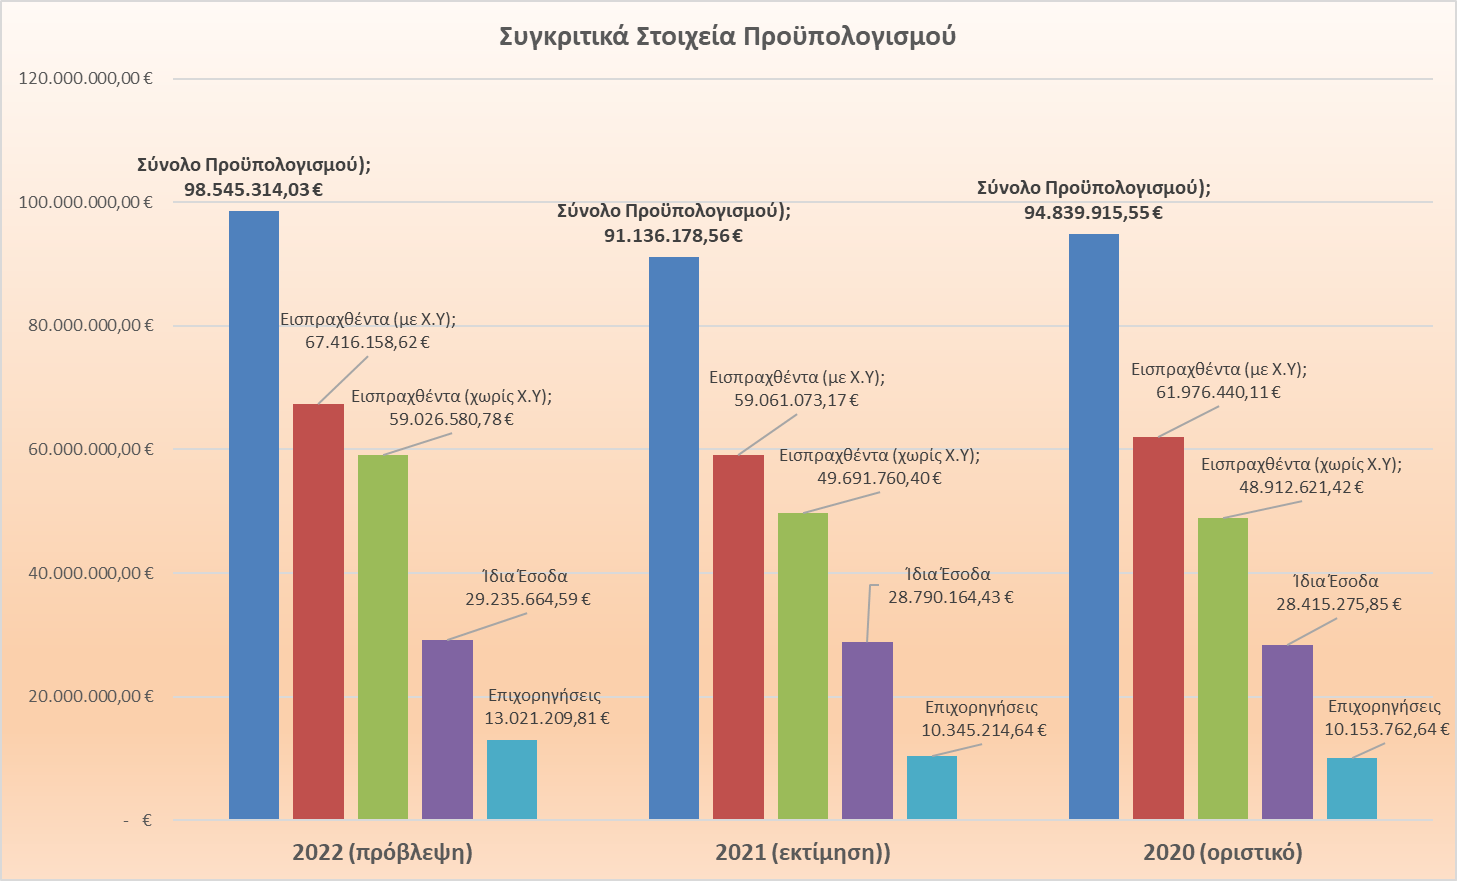 Συγκριτικά Στοιχεία Προϋπολογισμού
120.000.000,00 €
100.000.000,00 €
80.000.000,00 €
60.000.000,00 €
40.000.000,00 €
20.000.000,00 €
- €
Σύνολο Προϋπολογισμού);
98.545.314,03 €
Εισπραχθέντα (με Χ.Υ);
67.416.158,62 €
Εισπραχθέντα (χωρίς Χ.Υ);
59.026.580,78 €
Ίδια Έσοδα
29.235.664,59 €
Επιχορηγήσεις
13.021.209,81 €
Σύνολο Προϋπολογισμού);
91.136.178,56 €
Εισπραχθέντα (με Χ.Υ);
59.061.073,17 €
Εισπραχθέντα (χωρίς Χ.Υ);
49.691.760,40 €
Ίδια Έσοδα
28.790.164,43 €
Επιχορηγήσεις
10.345.214,64 €
Σύνολο Προϋπολογισμού);
94.839.915,55 €
Εισπραχθέντα (με Χ.Υ);
61.976.440,11 €
Εισπραχθέντα (χωρίς Χ.Υ);
48.912.621,42 €
Ίδια Έσοδα
28.415.275,85 €
Επιχορηγήσεις
10.153.762,64 €
2022 (πρόβλεψη)
2021 (εκτίμηση))
2020 (οριστικό)